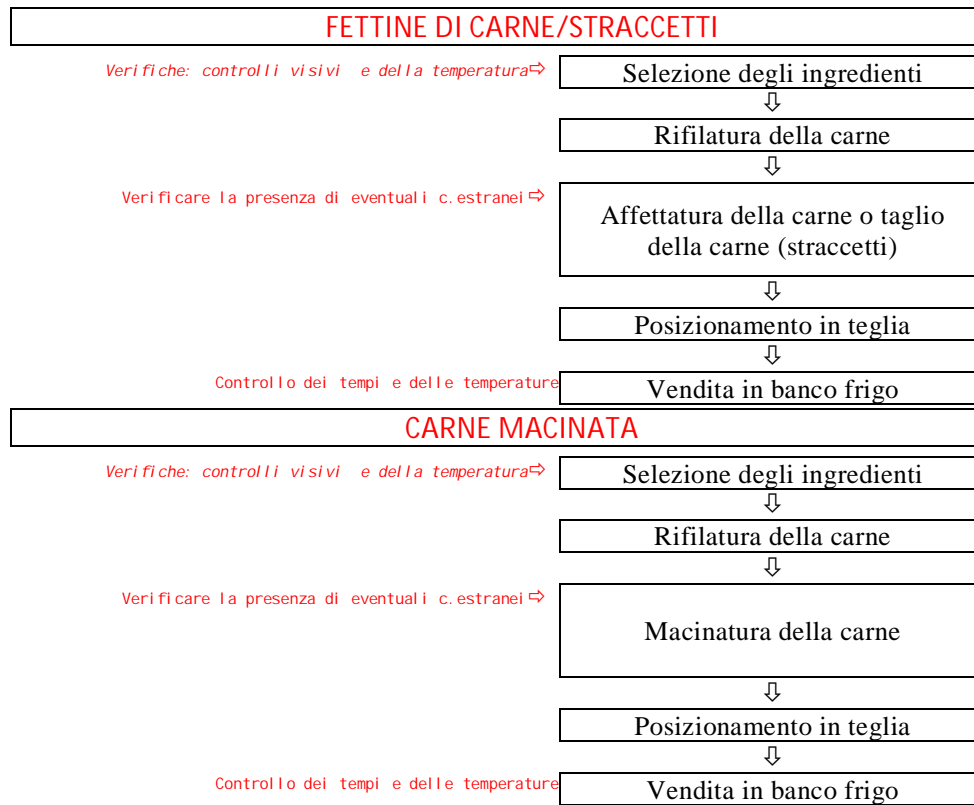 FETTINE DI CARNE/STRACCETTI
Verifiche: controlli visivi e della temperatura⇨ Selezione degli ingredienti
⇩
Rifilatura della carne
⇩
Verificare la presenza di eventuali c.estranei⇨
Affettatura della carne o taglio
della carne (straccetti)
⇩
Posizionamento in teglia
⇩
Controllo dei tempi e delle temperature Vendita in banco frigo
CARNE MACINATA
Verifiche: controlli visivi e della temperatura⇨ Selezione degli ingredienti
⇩
Rifilatura della carne
⇩
Verificare la presenza di eventuali c.estranei⇨
Macinatura della carne
⇩
Posizionamento in teglia
⇩
Controllo dei tempi e delle temperature Vendita in banco frigo